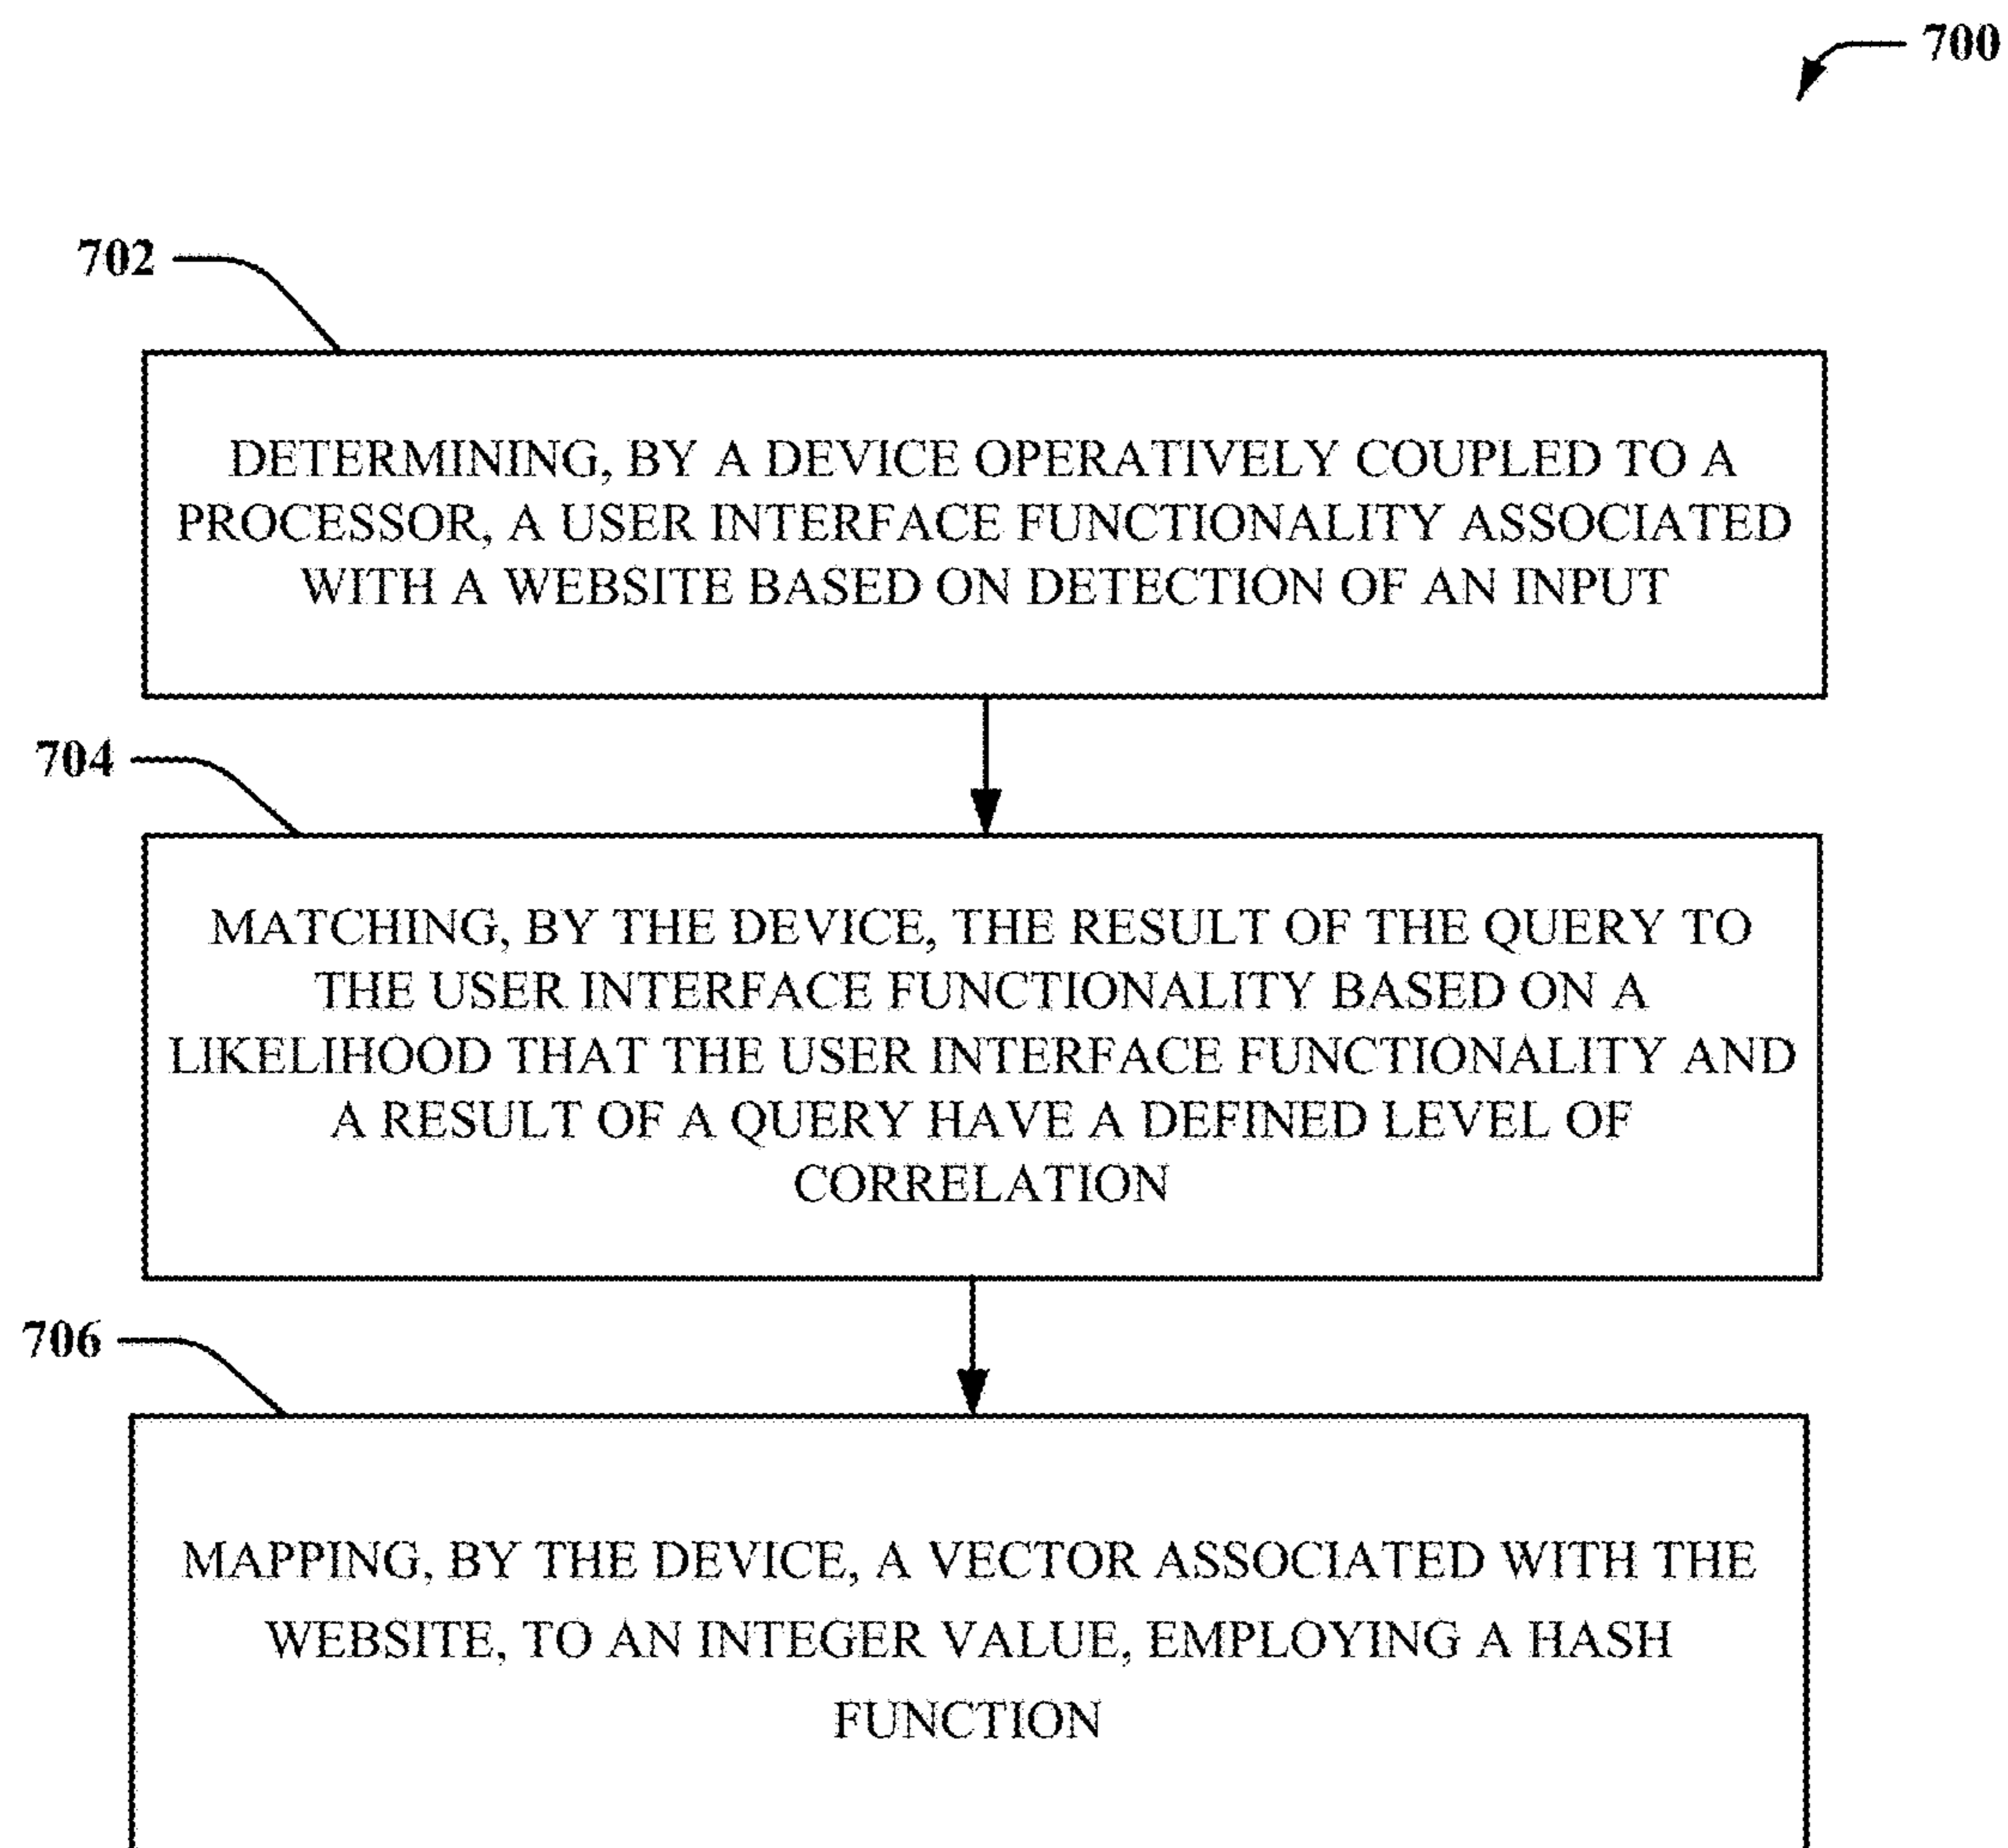 700
702
DETERMINING, BY A DEVICE OPERATIVELY COUPLED TO A
PROCESSOR, A USER INTERFACE FUNCTIONALITY ASSOCIATED
WITH A WEBSITE BASED ON DETECTION OF AN INPUT
704
MATCHING, BY THE DEVICE, THE RESULT OF THE QUERY TO
THE USER INTERFACE FUNCTIONALITY BASED ON A
LIKELIHOOD THAT THE USER INTERFACE FUNCTIONALITY AND
A RESULT OF A QUERY HAVE A DEFINED LEVEL OF
CORRELATION
706
MAPPING, BY THE DEVICE, A VECTOR ASSOCIATED WITH THE
WEBSITE, TO AN INTEGER VALUE, EMPLOYING A HASH
FUNCTION